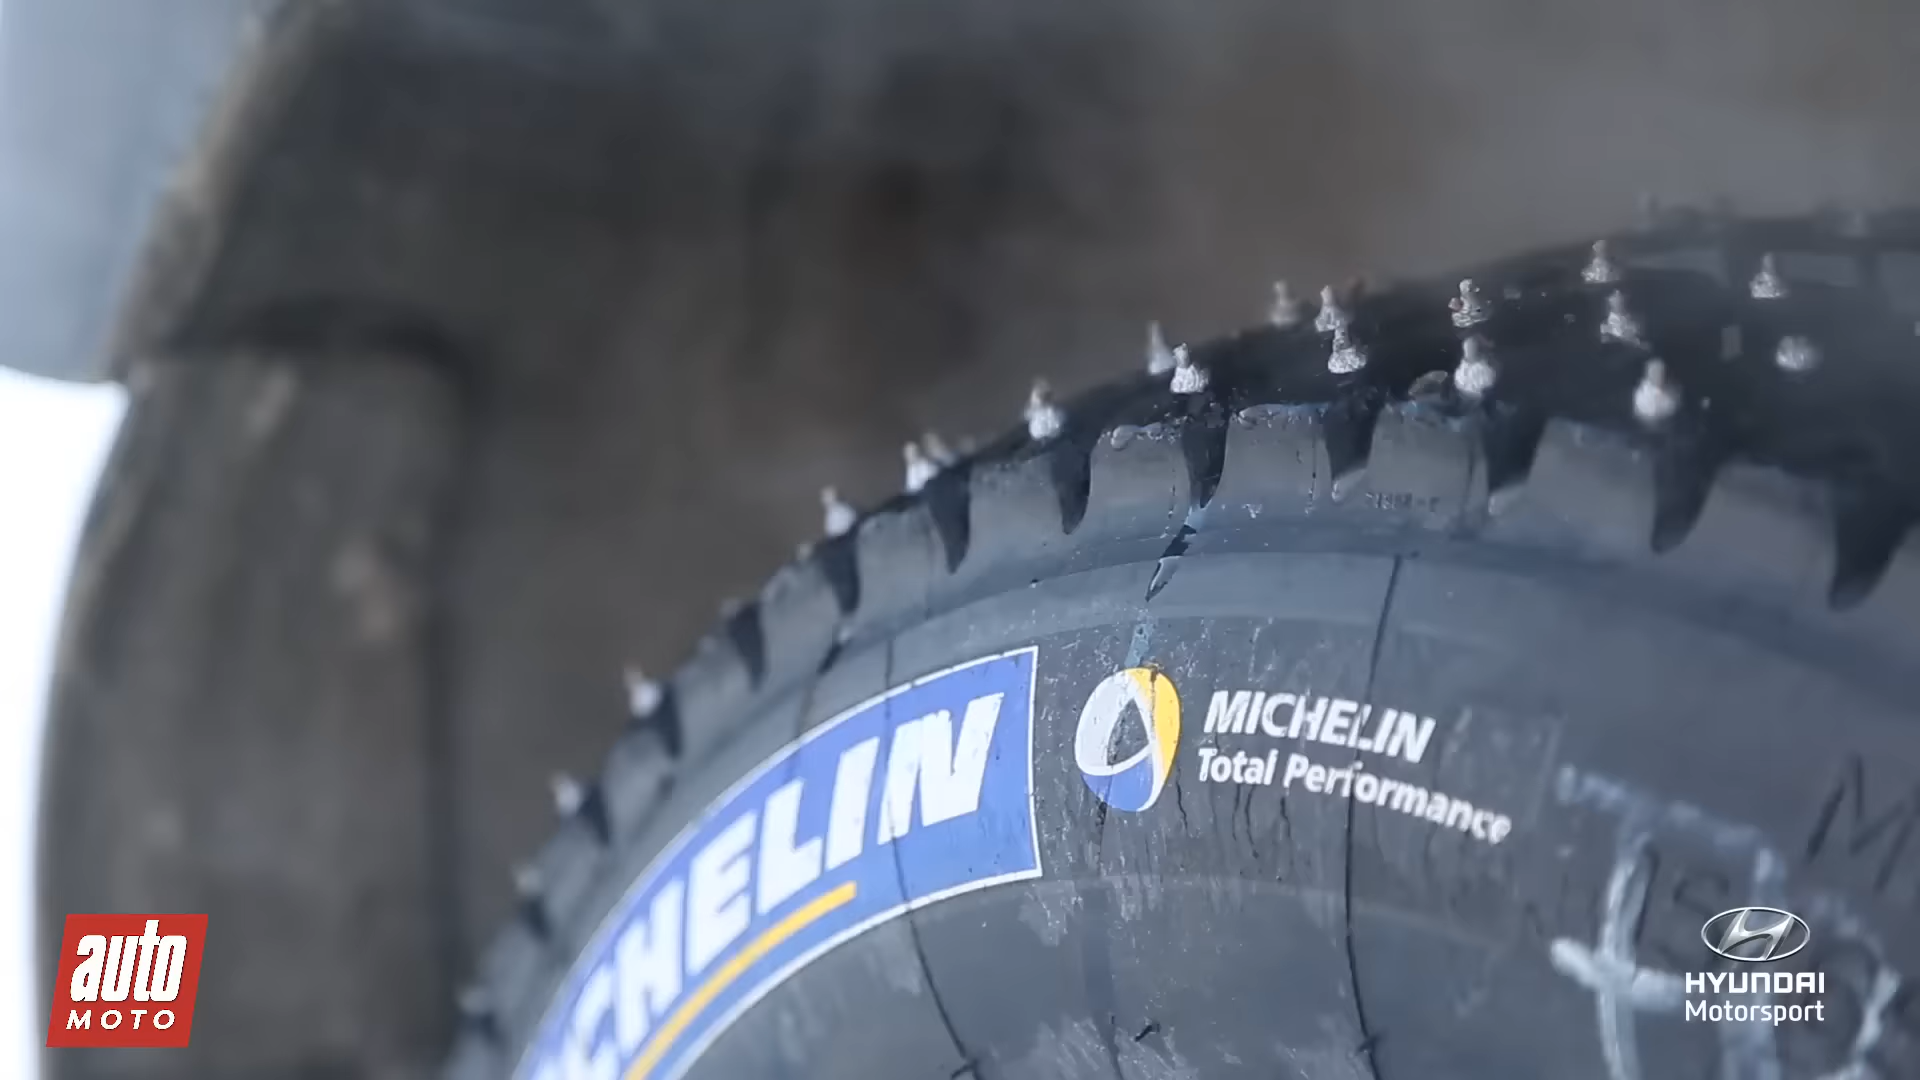 MICHELIN
MICHELIN
Total Performance
auto
MOTO
HYUNDAI
Motorsport